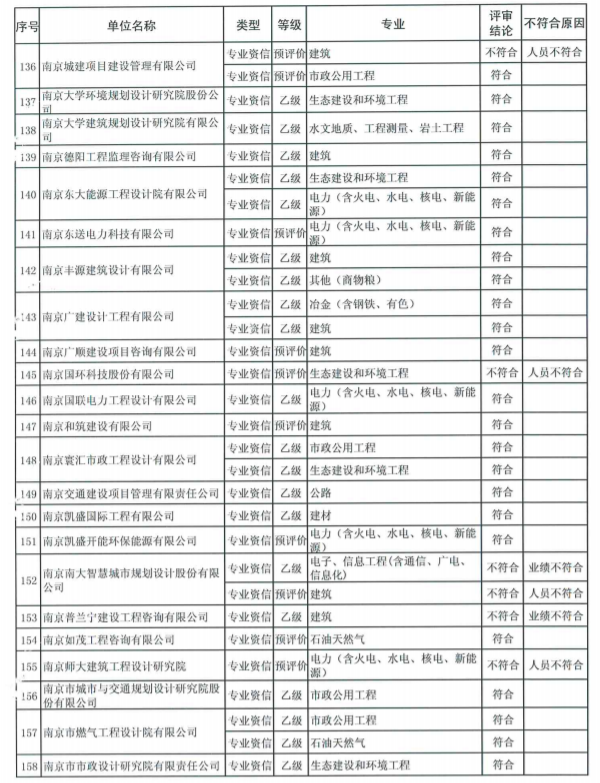 序号 单位名称 类型 等级 专业 评审结论 不符合原因
136 南京城建项目建设管理有限公司 专业资信 预评价 建筑 不符合 人员不符合
专业资信 预评价 市政公用工程 符合
137 南京大学环境规划设计研究院股份公司 专业资信 乙级 生态建设和环境工程 符合
138 南京大学建筑规划设计研究院有限公司 专业资信 乙级 水文地质、工程测量、岩土工程 符合
139 南京德阳工程监理咨询有限公司 专业资信 乙级 建筑 符合
140 南京东大能源工程设计院有限公司 专业资信 乙级 生态建设和环境工程 符合
专业资信 乙级 电力（含火电、水电、核电、新能源） 符合
141 南京东送电力科技有限公司 专业资信 预评价 电力（含火电、水电、核电、新能源） 符合
142 南京丰源建筑设计有限公司 专业资信 乙级 建筑 符合
专业资信 乙级 其他（商物粮） 符合
143 南京广建设计工程有限公司 专业资信 乙级 冶金（含钢铁、有色） 符合
专业资信 乙级 建筑 符合
144 南京广顺建设项目咨询有限公司 专业资信 预评价 建筑 符合
145 南京国环科技股份有限公司 专业资信 预评价 生态建设和环境工程 不符合 人员不符合
146 南京国联电力工程设计有限公司 专业资信 乙级 电力（含火电、水电、核电、新能源） 符合
147 南京和筑建设有限公司 专业资信 预评价 建筑 符合
148 南京寰汇市政工程设计有限公司 专业资信 乙级 市政公用工程 符合
专业资信 乙级 生态建设和环境工程 符合
149 南京交通建设项目管理有限责任公司 专业资信 乙级 公路 符合
150 南京凯盛国际工程有限公司 专业资信 乙级 建材 符合
151 南京凯盛开能环保能源有限公司 专业资信 预评价 电力（含火电、水电、核电、新能源） 符合
152 南京南大智慧城市规划设计股份有限公司 专业资信 乙级 电子、信息工程(含通信、广电、信息化) 不符合 业绩不符合
专业资信 预评价 建筑 不符合 人员不符合
153 南京普兰宁建设工程咨询有限公司 专业资信 乙级 建筑 不符合 业绩不符合
154 南京如茂工程咨询有限公司 专业资信 预评价 石油天然气 符合
155 南京师大建筑工程设计研究院 专业资信 预评价 电力（含火电、水电、核电、新能源） 不符合 人员不符合
156 南京市城市与交通规划设计研究院股份有限公司 专业资信 乙级 市政公用工程 符合
157 南京市燃气工程设计院有限公司 专业资信 乙级 市政公用工程 符合
专业资信 乙级 石油天然气 符合
158 南京市市政设计研究院有限责任公司 专业资信 乙级 生态建设和环境工程 符合